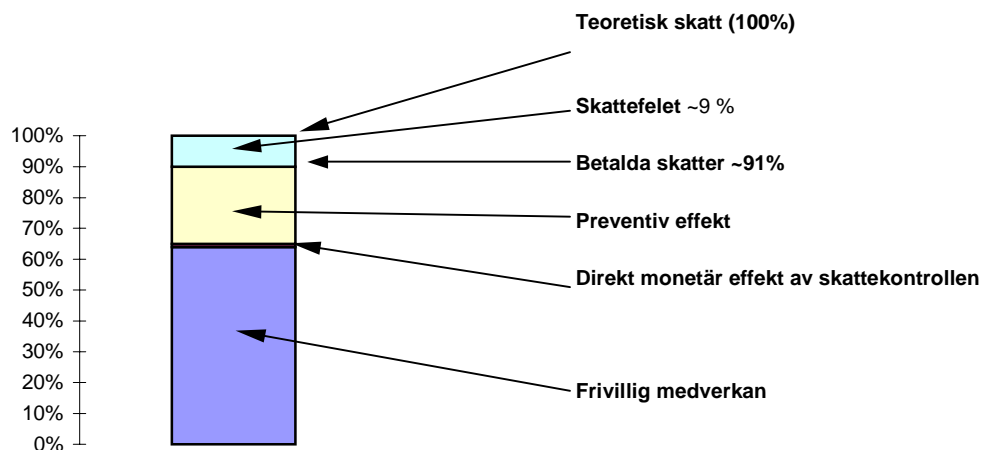 Teoretisk skatt (100%)
Skattefelet ~9 %
100%
90%
Betalda skatter ~91%
80%
70%
Preventiv effekt
60%
Direkt monetär effekt av skattekontrollen
50%
40%
30%
20%
Frivillig medverkan
10%
0%